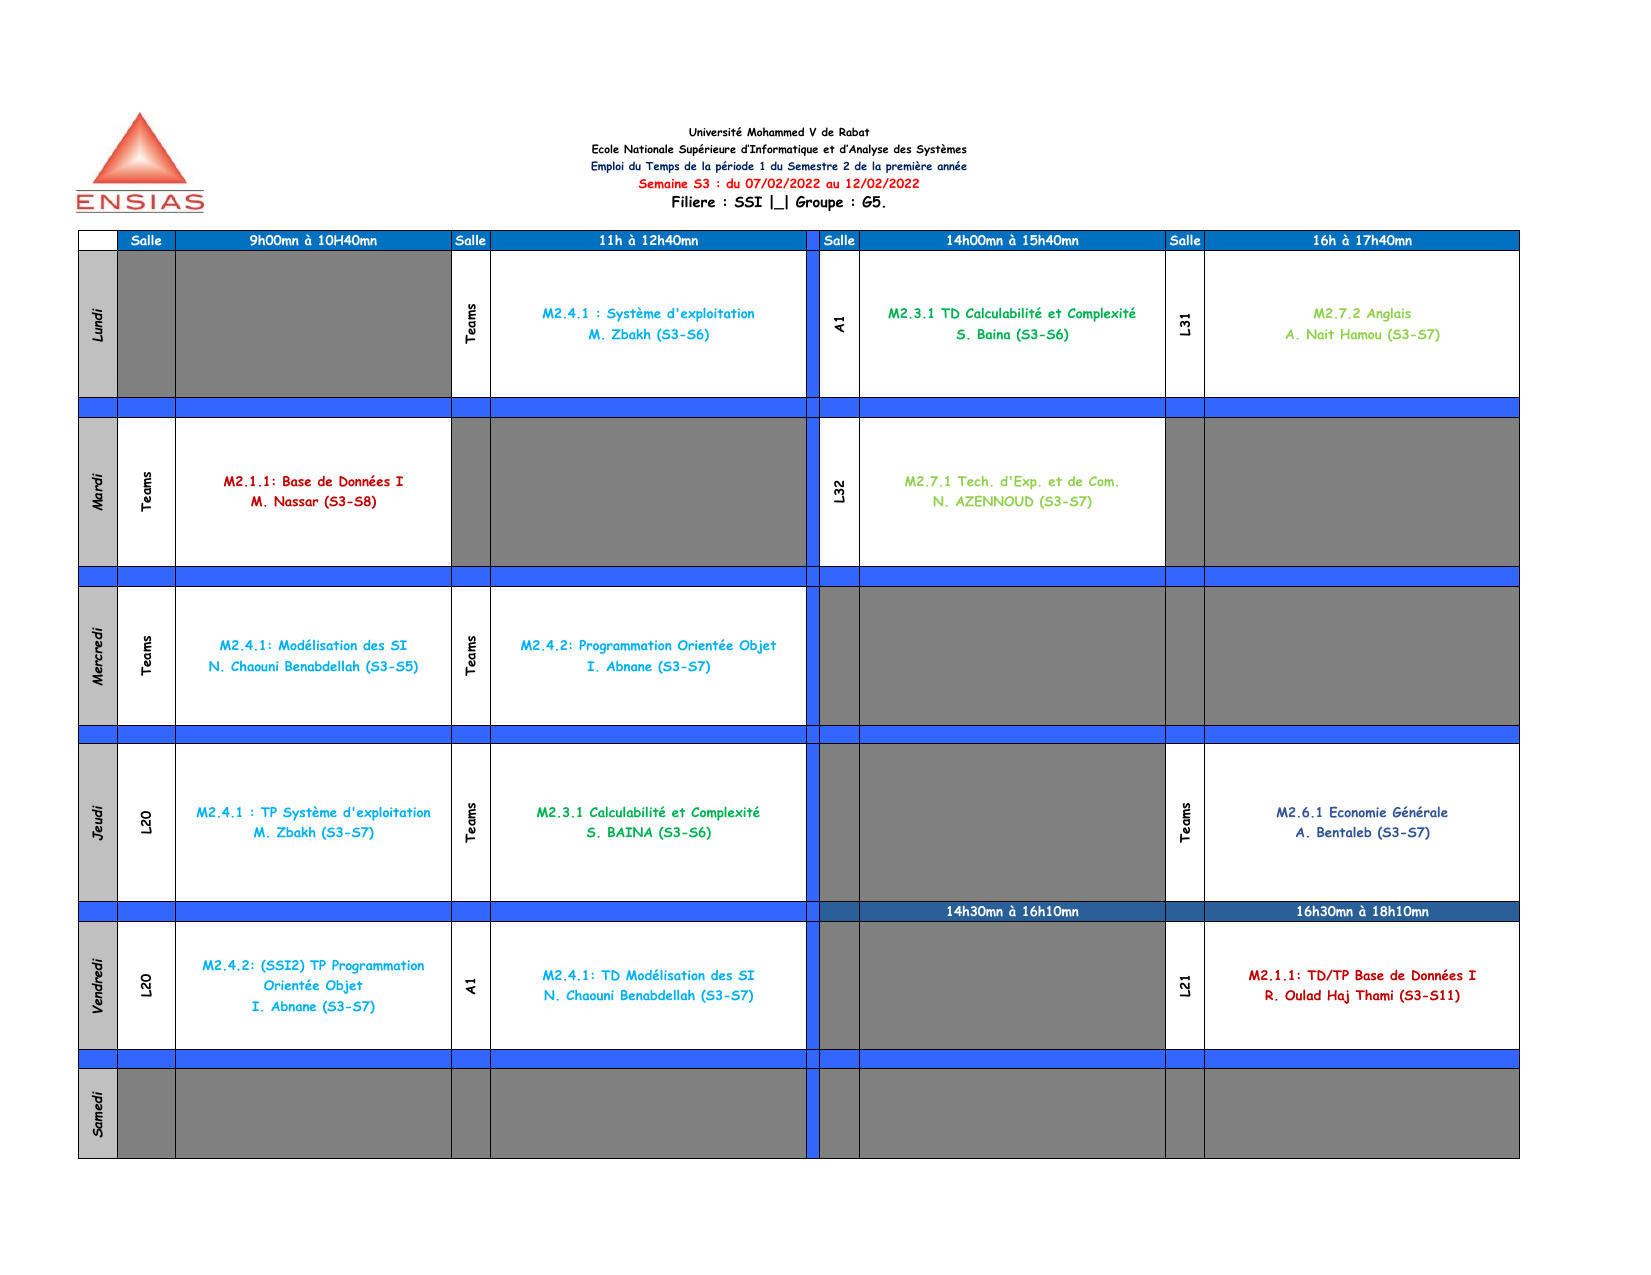 ENSIAS
Université Mohammed V de Rabat
Ecole Nationale Supérieure d’Informatique et d’Analyse des Systèmes
Emploi du Temps de la période 1 du Semestre 2 de la première année
Semaine S3 : du 07/02/2022 au 12/02/2022
Filiere : SSI |_| Groupe : G5.
Salle
9h00mn à 10H40mn
Salle
11h à 12h40mn
Salle
14h00mn à 15h40mn
Salle
16h à 17h40mn
Lundi
Teams
M2.4.1 : Système d'exploitation
M. Zbakh (S3-S6)
A1
M2.3.1 TD Calculabilité et Complexité
S. Baina (S3-S6)
L31
M2.7.2 Anglais
A. Nait Hamou (S3-S7)
Mardi
Teams
M2.1.1: Base de Données I
M. Nassar (S3-S8)
L32
M2.7.1 Tech. d'Exp. et de Com.
N. AZENNOUD (S3-S7)
Mercredi
Teams
M2.4.1: Modélisation des SI
N. Chaouni Benabdellah (S3-S5)
Teams
M2.4.2: Programmation Orientée Objet
I. Abnane (S3-S7)
Jeudi
L20
M2.4.1 : TP Système d'exploitation
M. Zbakh (S3-S7)
Teams
M2.3.1 Calculabilité et Complexité
S. BAINA (S3-S6)
Teams
M2.6.1 Economie Générale
A. Bentaleb (S3-S7)
14h30mn à 16h10mn
16h30mn à 18h10mn
Vendredi
L20
M2.4.2: (SSI2) TP Programmation
Orientée Objet
I. Abnane (S3-S7)
A1
M2.4.1: TD Modélisation des SI
N. Chaouni Benabdellah (S3-S7)
L21
M2.1.1: TD/TP Base de Données I
R. Oulad Haj Thami (S3-S11)
Samedi